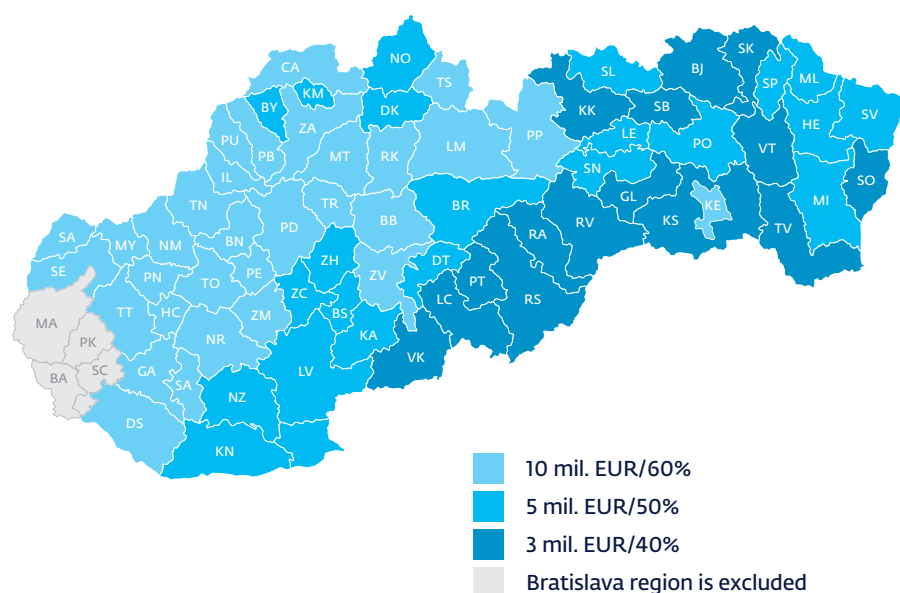 NO
SK
CA
TS
BJ
SL
ML
SP
KM
KK
SB
BY
DK
SV
HE
ZA
LE
PU
PO
PP
LM
VT
PB
MT
RK
SN
IL
SO
GL
MI
TR
BR
KE
TN
BB
KS
RV
PD
TV
RA
SA
BN
MY
NM
ZH
DT
SE
PE
ZV
PN
TO
PT
ZC
RS
LC
TT
HC
BS
ZM
MA
KA
NR
PK
VK
SC
GA
LV
BA
SA
NZ
DS
KN
10 mil. EUR/60%
5 mil. EUR/50%
3 mil. EUR/40%
Bratislava region is excluded